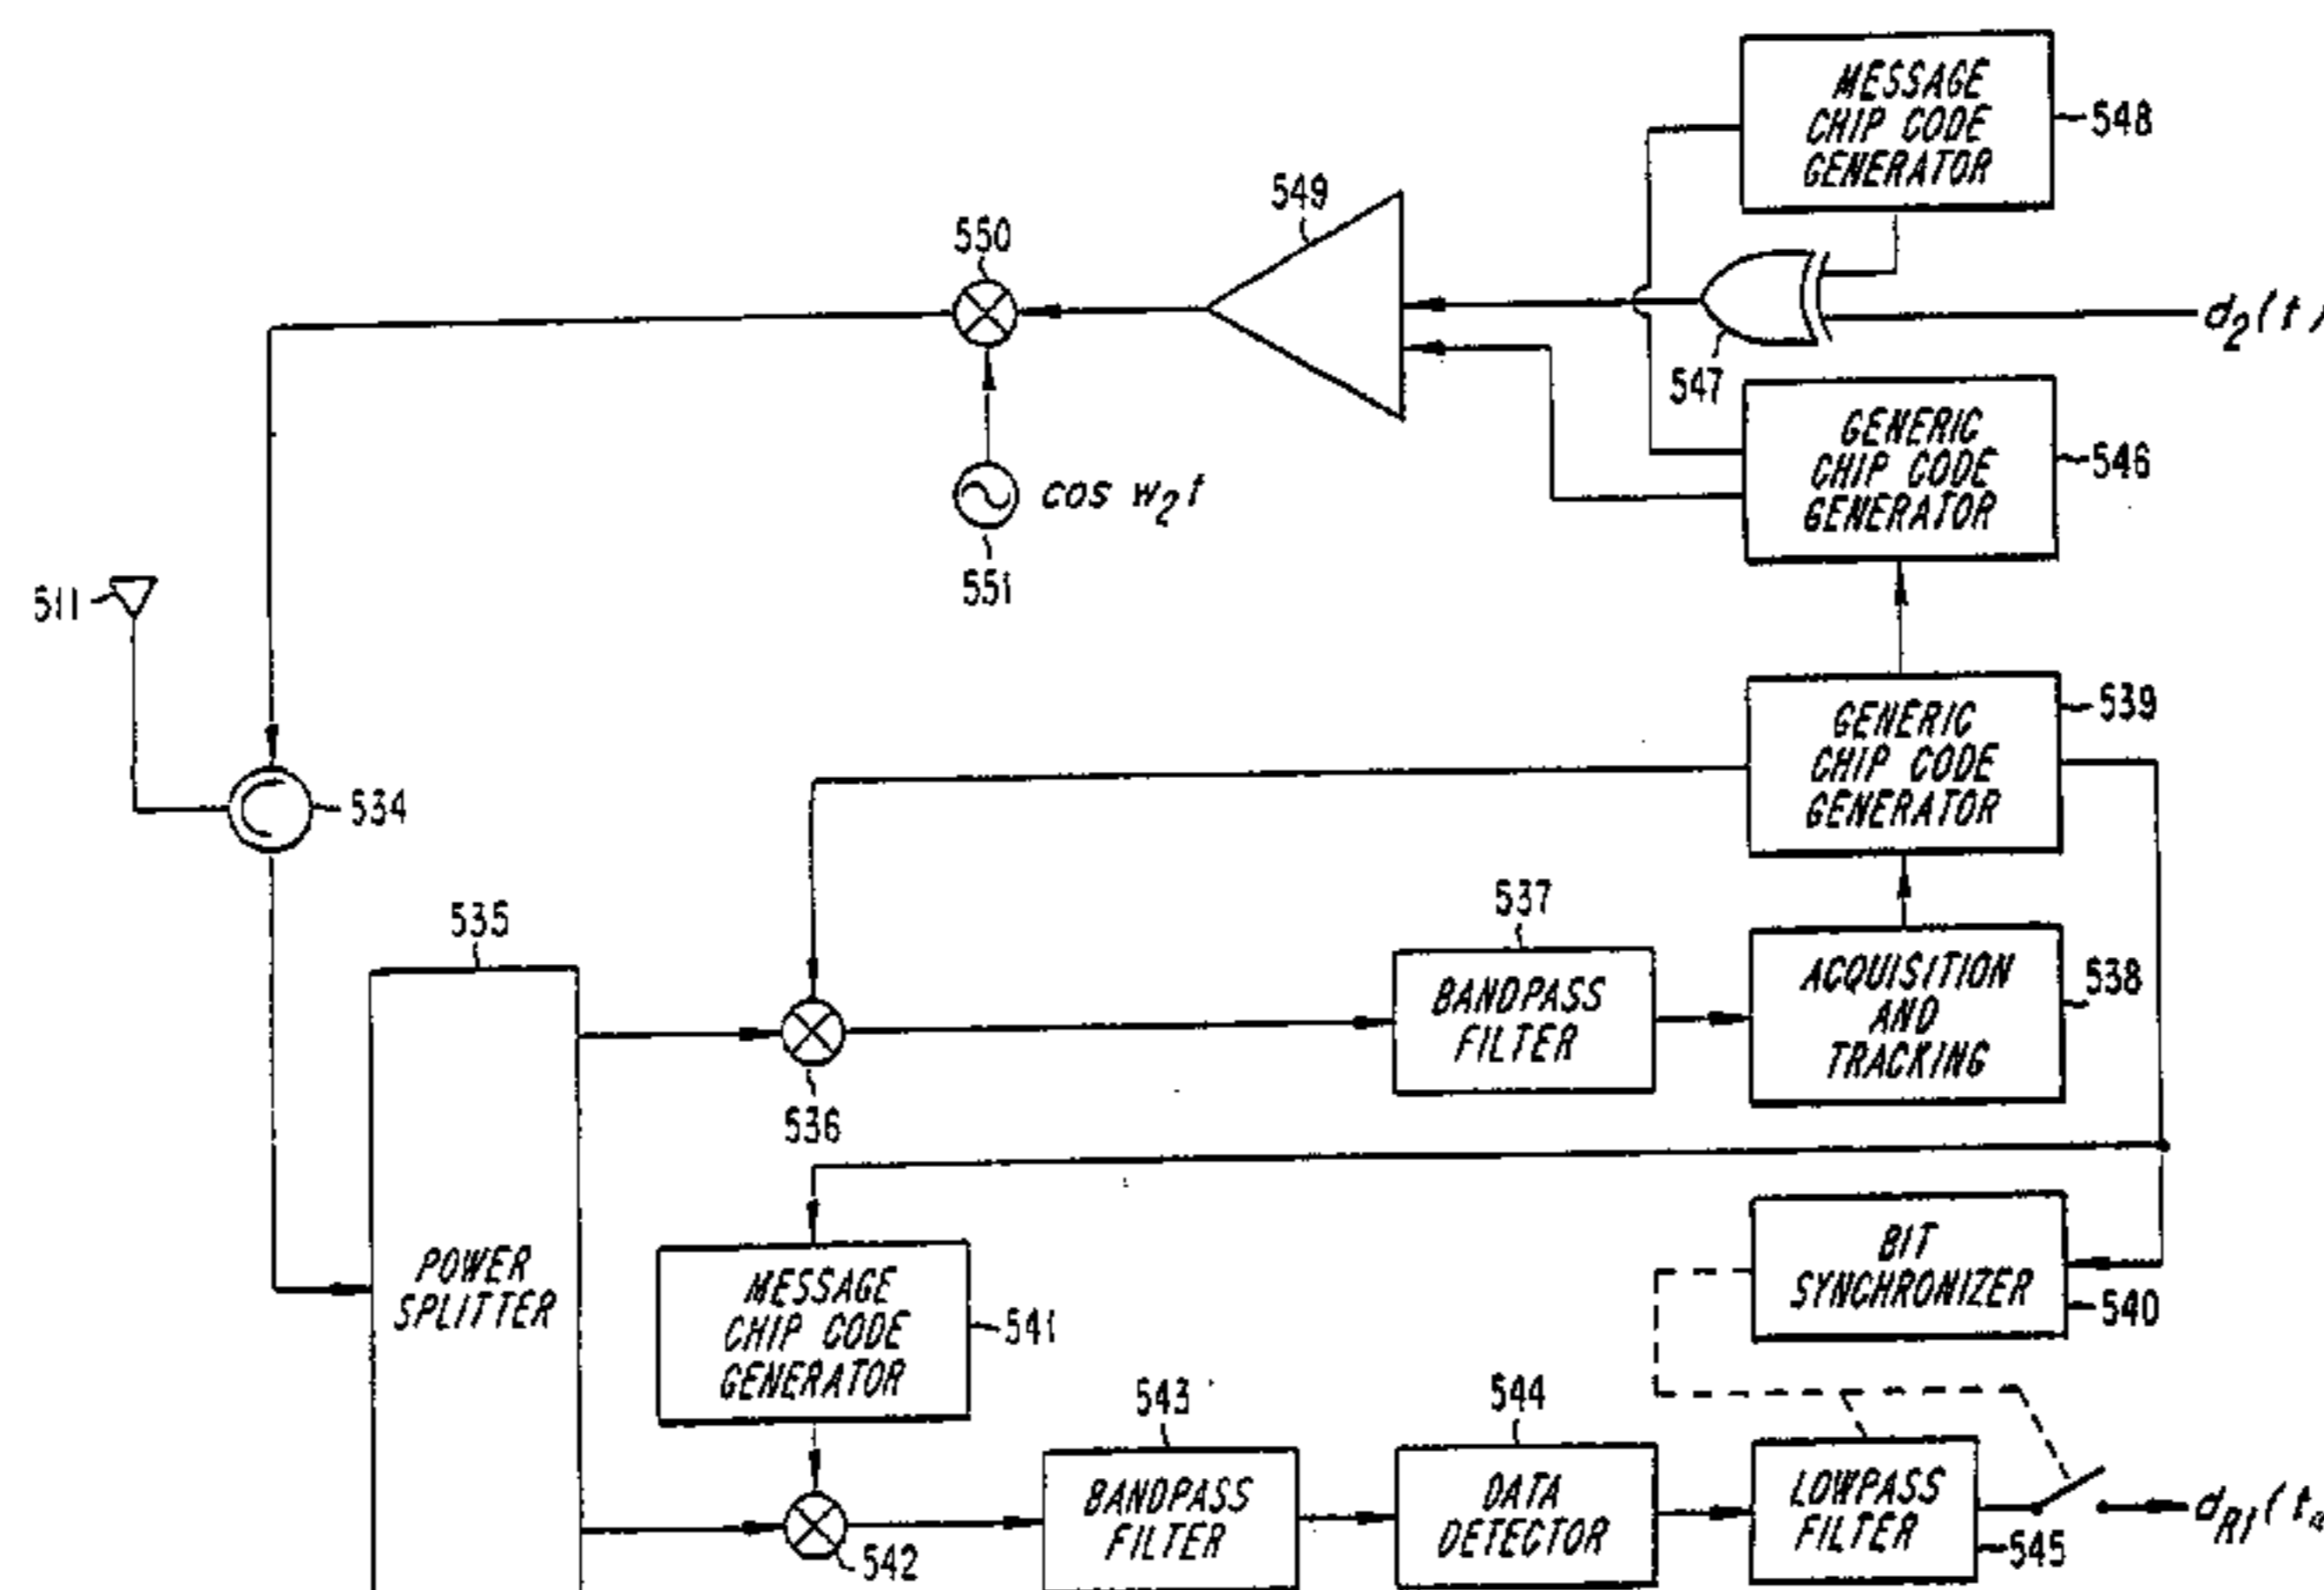 MESSAGE
CHIP CODE
GENERATOR
548
549
550
d2(t)
547
GENERIC
CHIP CODE
GENERATOR
546
cos w2t
551
511
GENERIC
CHIP CODE
GENERATOR
539
534
535
537
BANDPASS
FILTER
ACQUISITION
AND
TRACKING
538
536
POWER
SPLITTER
MESSAGE
CHIP CODE
GENERATOR
541
BIT
SYNCHRONIZER
540
543
544
BANDPASS
FILTER
DATA
DETECTOR
LOWPASS
FILTER
545
542
dR1(t